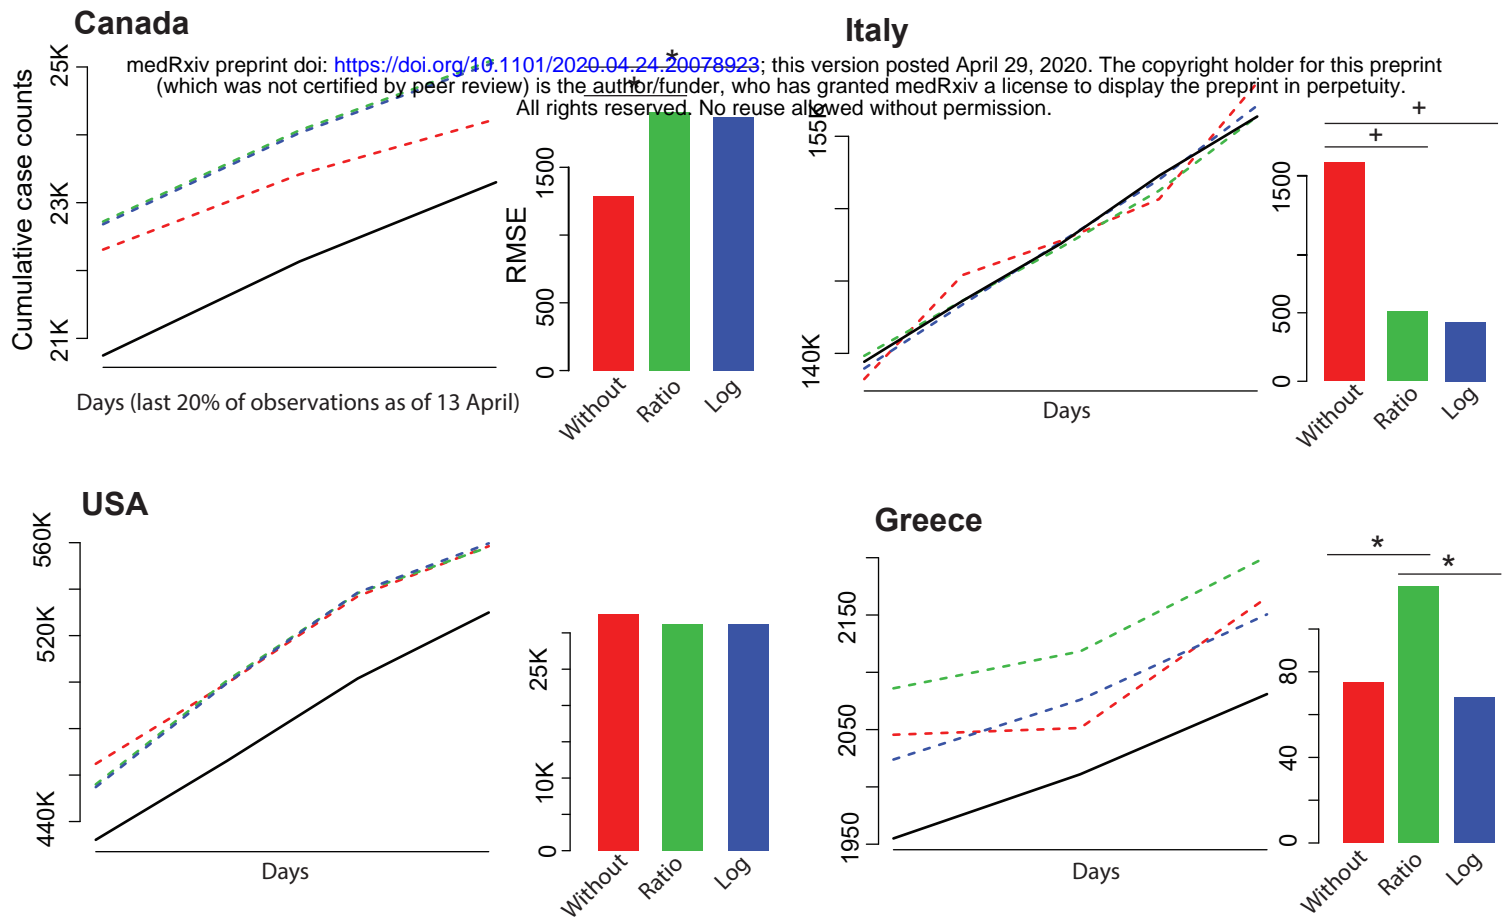 Canada
Italy
medRxiv preprint doi: https://doi.org/10.1101/2020.04.24.20078923; this version posted April 29, 2020. The copyright holder for this preprint
(which was not certified by peer review) is the author/funder, who has granted medRxiv a license to display the preprint in perpetuity.
All rights reserved. No reuse allowed without permission.
Cumulative case counts
25K
23K
21K
Days (last 20% of observations as of 13 April)
*
*
RMSE
1500
500
0
Without
Ratio
Log
155K
140K
Days
+
+
1500
500
0
Without
Ratio
Log
USA
560K
520K
440K
Days
25K
10K
0
Without
Ratio
Log
Greece
2150
2050
1950
Days
*
*
80
40
0
Without
Ratio
Log